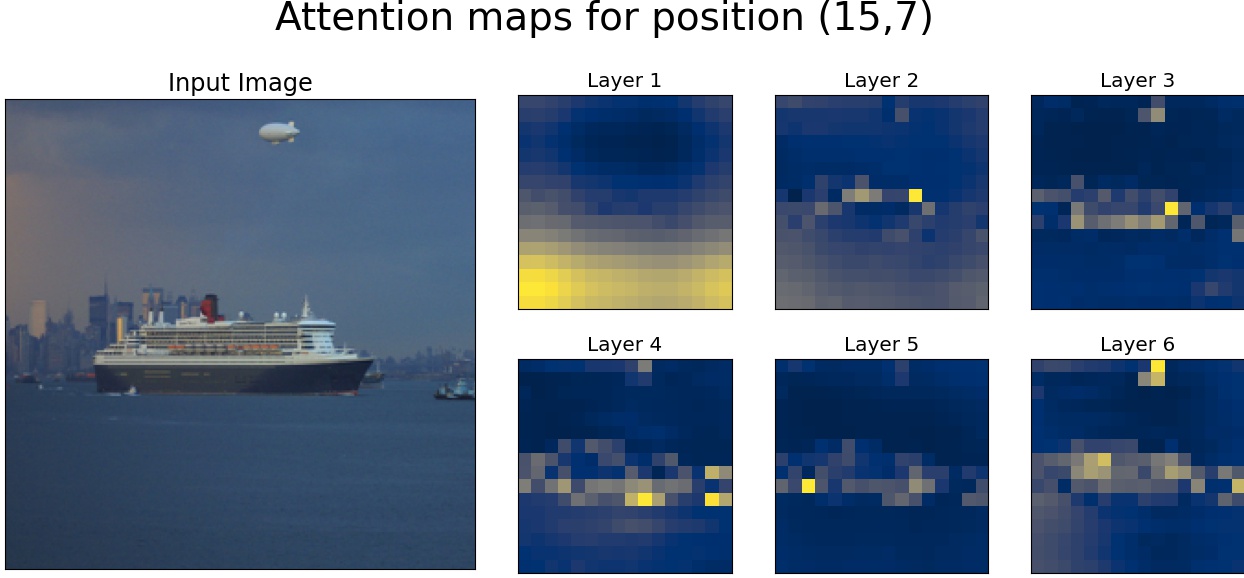 Attention maps for position (15,7)
Input Image
Layer 1
Layer 2
Layer 3
Layer 4
Layer 5
Layer 6